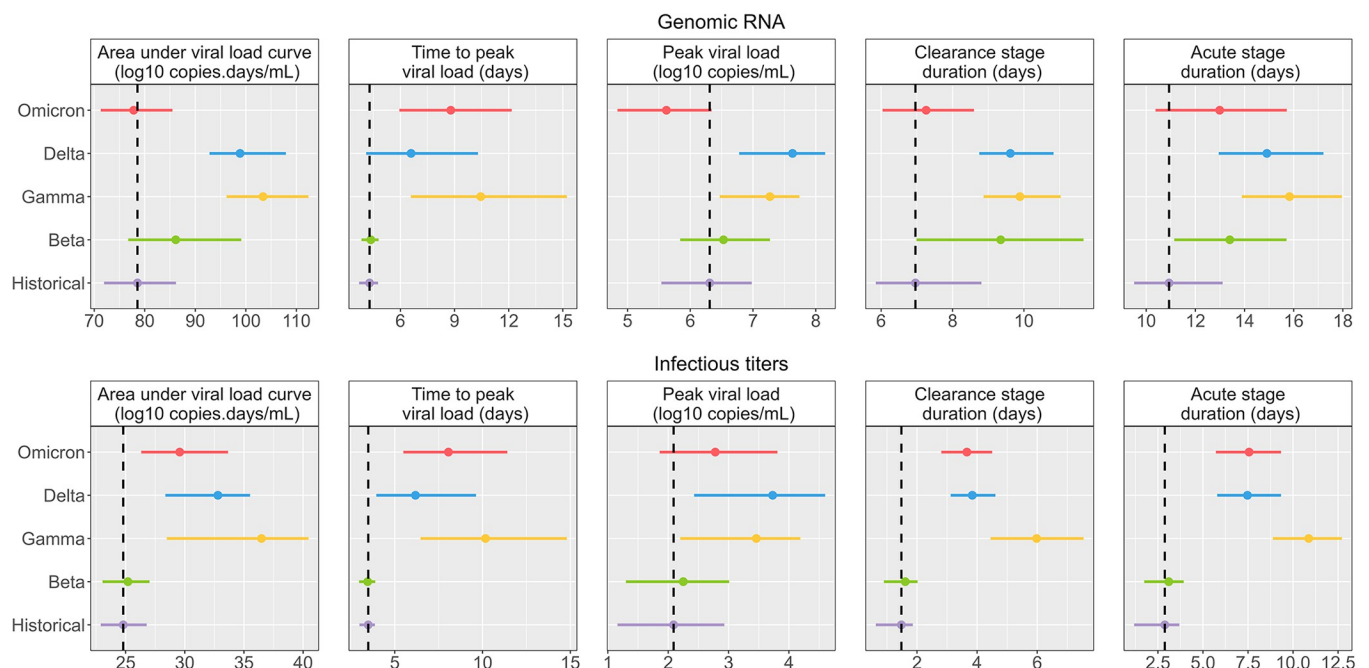 Genomic RNA
Area under viral load curve
(log10 copies.days/mL)
Time to peak
viral load (days)
Peak viral load
(log10 copies/mL)
Clearance stage
duration (days)
Acute stage
duration (days)
Omicron
Delta
Gamma
Beta
Historical
70 80 90 100 110
6 9 12 15
5 6 7 8
6 8 10
10 12 14 16 18
Infectious titers
Area under viral load curve
(log10 copies.days/mL)
Time to peak
viral load (days)
Peak viral load
(log10 copies/mL)
Clearance stage
duration (days)
Acute stage
duration (days)
Omicron
Delta
Gamma
Beta
Historical
25 30 35 40
5 10 15
1 2 3 4
2 4 6
2.5 5.0 7.5 10.0 12.5